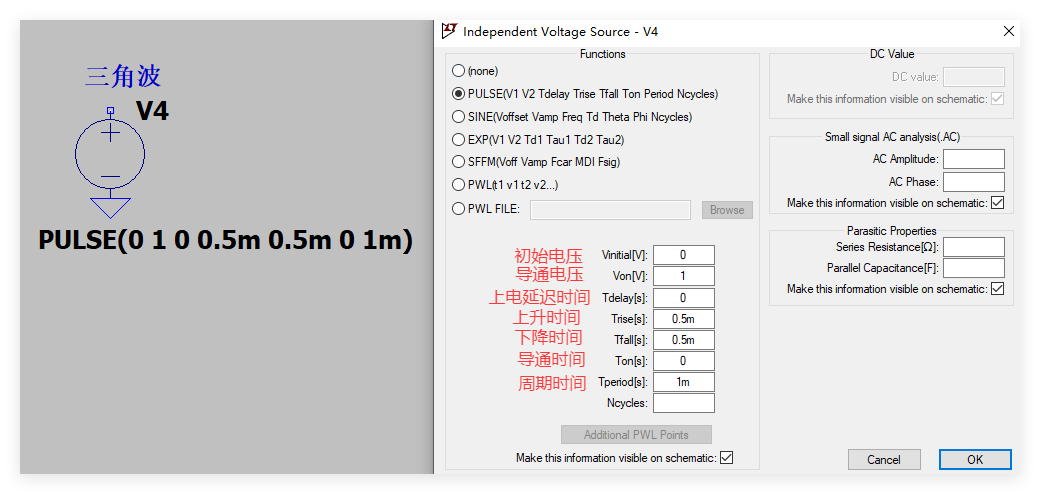 三角波
V4
PULSE(0 1 0 0.5m 0.5m 0 1m)
Independent Voltage Source - V4
Functions
(none)
PULSE(V1 V2 Tdelay Trise Tfall Ton Period Ncycles)
SINE(Voffset Vamp Freq Td Theta Phi Ncycles)
EXP(V1 V2 Td1 Tau1 Td2 Tau2)
SFFM(Voff Vamp Fcar MDI Fsig)
PWL(t1 v1 t2 v2...)
PWL FILE:
Browse
初始电压 Vinitial[V]: 0
导通电压 Von[V]: 1
上电延迟时间 Tdelay[s]: 0
上升时间 Trise[s]: 0.5m
下降时间 Tfall[s]: 0.5m
导通时间 Ton[s]: 0
周期时间 Tperiod[s]: 1m
Ncycles:
Additional PWL Points
Make this information visible on schematic:
DC Value
DC value:
Make this information visible on schematic:
Small signal AC analysis(.AC)
AC Amplitude:
AC Phase:
Make this information visible on schematic:
Parasitic Properties
Series Resistance[Ω]:
Parallel Capacitance[F]:
Make this information visible on schematic:
Cancel
OK